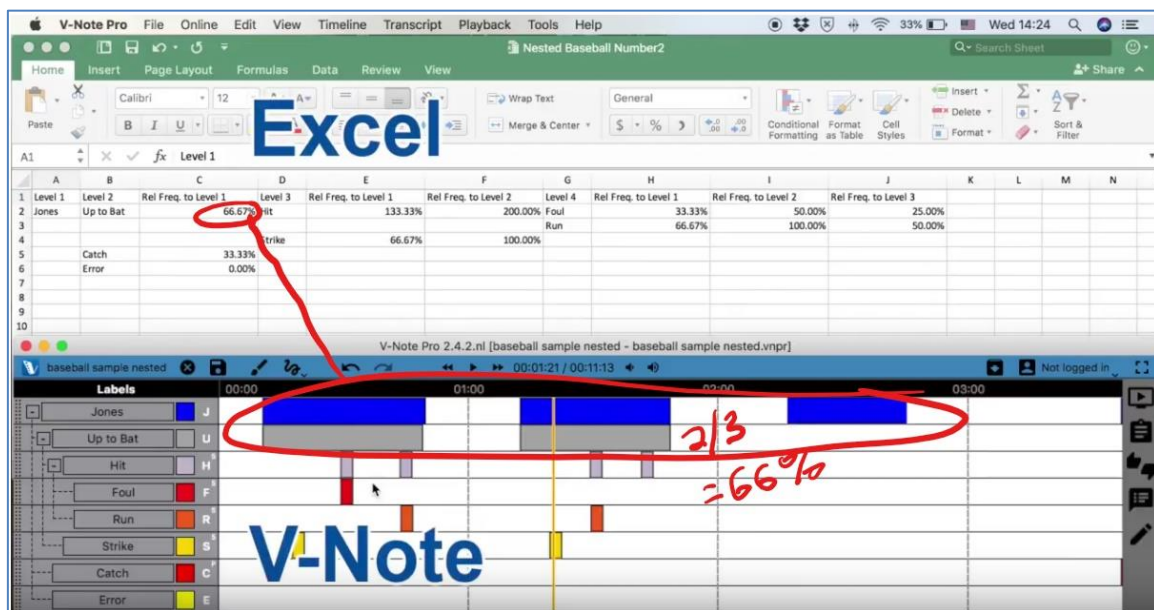 V-Note Pro File Online Edit View Timeline Transcript Playback Tools Help 33% Wed 14:24
Nested Baseball Number2 Search Sheet
Home Insert Page Layout Formulas Data Review View Share
Paste Calibri 12 Wrap Text General Insert
B I U Merge & Center $ % Conditional Formatting Format as Table Cell Styles Delete Format Sort & Filter
Excel
A1 fx Level 1
A B C D E F G H I J K L M N
1 Level 1 Level 2 Rel Freq. to Level 1 Level 3 Rel Freq. to Level 1 Rel Freq. to Level 2 Level 4 Rel Freq. to Level 1 Rel Freq. to Level 2 Rel Freq. to Level 3
2 Jones Up to Bat 66.67% Hit 133.33% 200.00% Foul 33.33% 50.00% 25.00%
3 Run 66.67% 100.00% 50.00%
4 Strike 66.67% 100.00%
5 Catch 33.33%
6 Error 0.00%
7
8
9
10
V-Note Pro 2.4.2.nl [baseball sample nested - baseball sample nested.vnpr]
baseball sample nested 00:01:21 / 00:11:13 Not logged in
Labels 00:00 01:00 02:00 03:00
Jones J
Up to Bat U
2/3
Hit H S
=66%
Foul F S
Run R S
Strike S S
V-Note
Catch C F
Error E